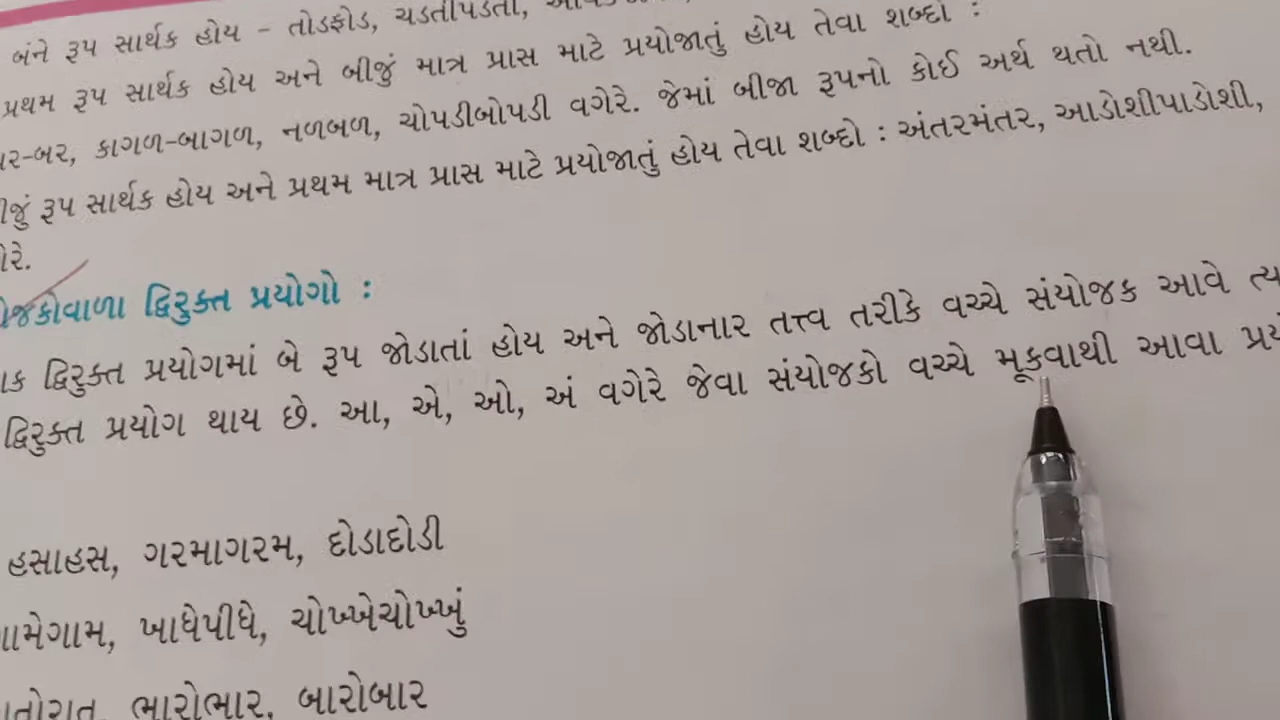 બંને રૂપ સાર્થક હોય - તોડફોડ, ચડતીપડતી,
પ્રથમ રૂપ સાર્થક હોય અને બીજું માત્ર પ્રાસ માટે પ્રયોજાતું હોય તેવા શબ્દો :
કાગળ-બાગળ, નળબળ, ચોપડીબોપડી વગેરે. જેમાં બીજા રૂપનો કોઈ અર્થ થતો નથી.
રૂપ સાર્થક હોય અને પ્રથમ માત્ર પ્રાસ માટે પ્રયોજાતું હોય તેવા શબ્દો : અંતરમંતર, આડોશીપાડોશી,
દ્વિરુક્ત પ્રયોગો :
દ્વિરુક્ત પ્રયોગમાં બે રૂપ જોડાતાં હોય અને જોડાનાર તત્ત્વ તરીકે વચ્ચે સંયોજક આવે
દ્વિરુક્ત પ્રયોગ થાય છે. આ, એ, ઓ, અં વગેરે જેવા સંયોજકો વચ્ચે મૂકવાથી આવા
હસાહસ, ગરમાગરમ, દોડાદોડી
ખાધેપીધે, ચોખ્ખેચોખ્ખું
ભારોભાર, બારોબાર